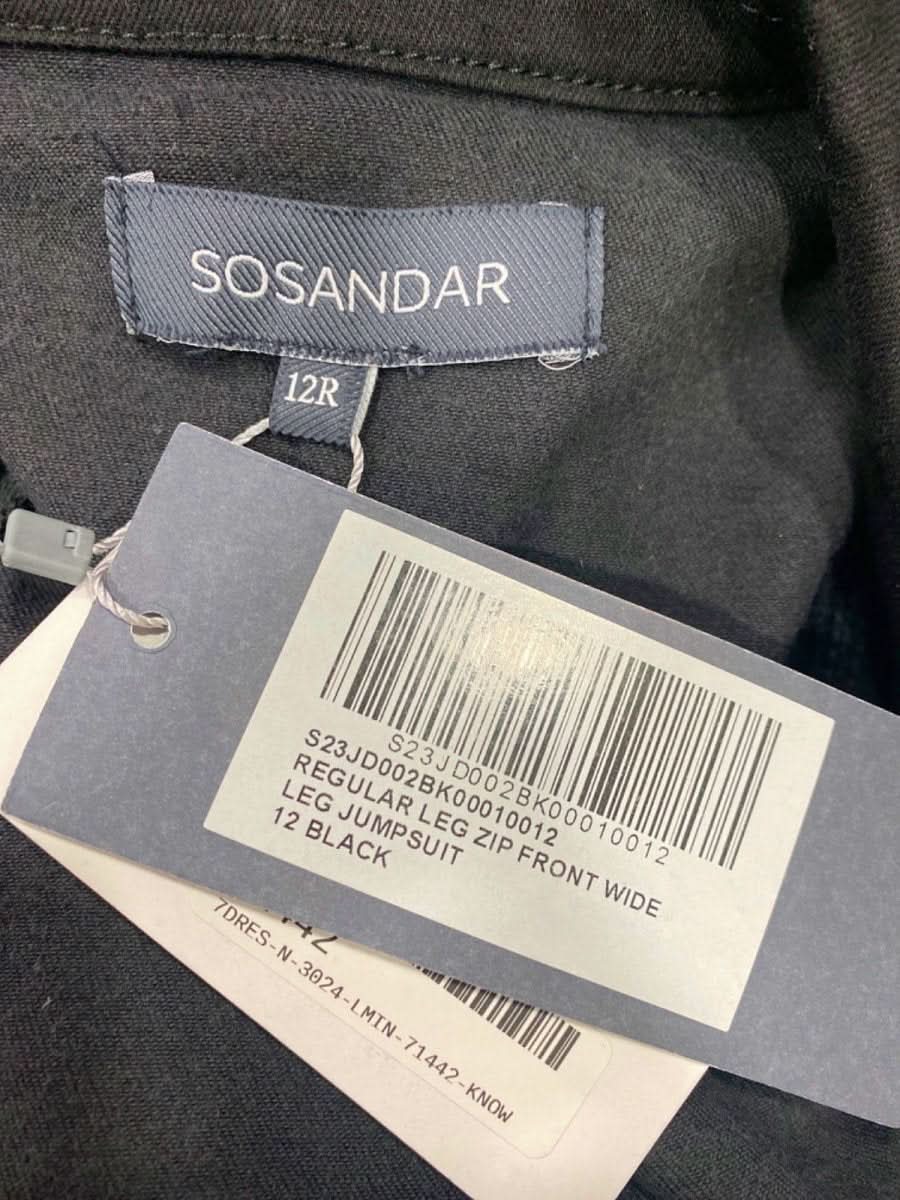 SOSANDAR
12R
S23JD002BK00010012
S23JD002BK00010012
REGULAR LEG ZIP FRONT WIDE
LEG JUMPSUIT
12 BLACK
7DRES-N-3024-LMIN-71442-KNOW